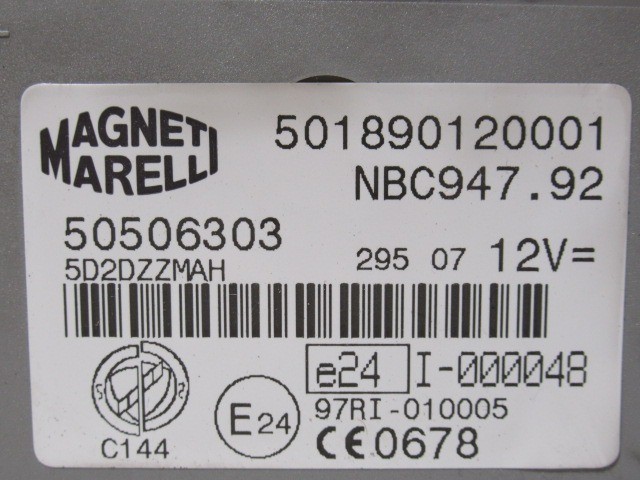 MAGNETI
MARELLI
501890120001
NBC947.92
50506303
5D2DZZMAH
295 07 12V=
e24 I-000048
97RI-010005
E24
C144
CE0678